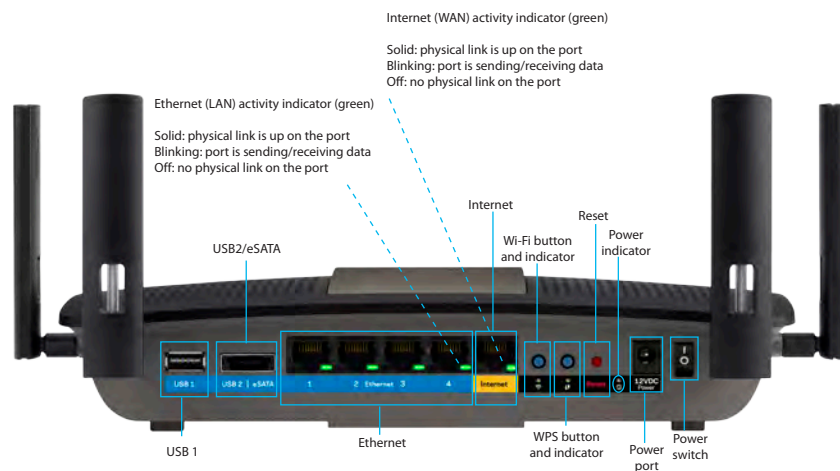 Internet (WAN) activity indicator (green)
Solid: physical link is up on the port
Blinking: port is sending/receiving data
Off: no physical link on the port
Ethernet (LAN) activity indicator (green)
Solid: physical link is up on the port
Blinking: port is sending/receiving data
Off: no physical link on the port
Internet
Reset
Wi-Fi button
and indicator
Power
indicator
USB2/eSATA
USB 1
USB 2 | eSATA
1
2 Ethernet 3
4
Internet
Reset
12VDC
Power
USB 1
Ethernet
WPS button
and indicator
Power
port
Power
switch